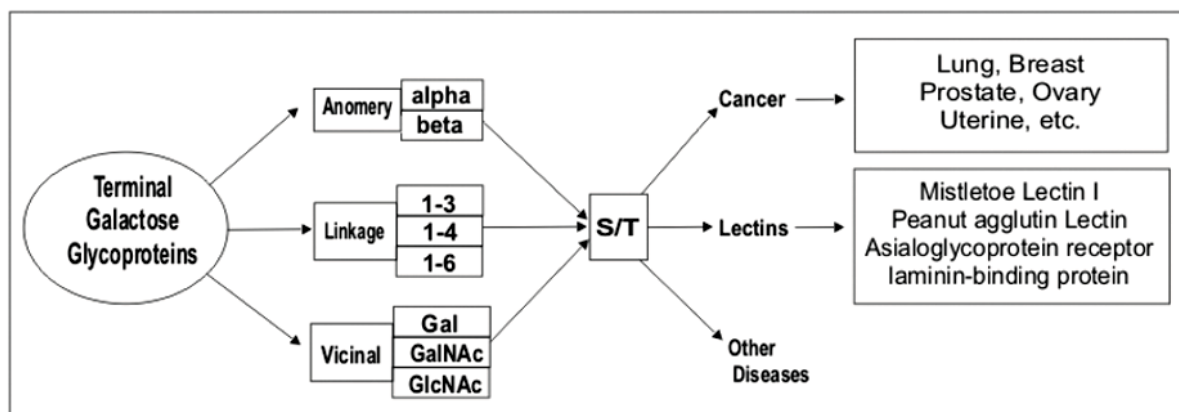 Terminal
Galactose
Glycoproteins
Anomery
alpha
beta
Linkage
1-3
1-4
1-6
Vicinal
Gal
GalNAc
GlcNAc
S/T
Cancer
Lung, Breast
Prostate, Ovary
Uterine, etc.
Lectins
Mistletoe Lectin I
Peanut agglutin Lectin
Asialoglycoprotein receptor
laminin-binding protein
Other
Diseases